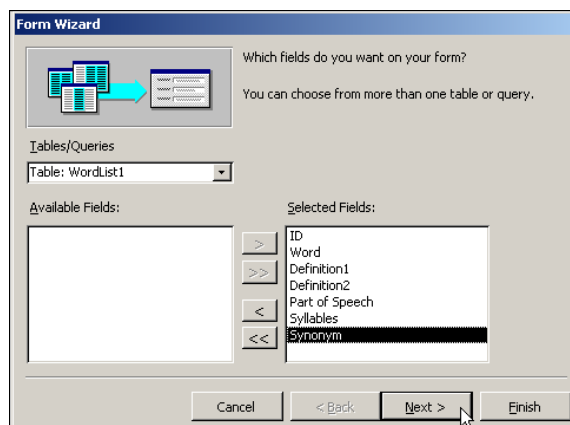 Form Wizard
Which fields do you want on your form?
You can choose from more than one table or query.
Tables/Queries
Table: WordList1
Available Fields:
Selected Fields:
>
>>
<
<<
ID
Word
Definition1
Definition2
Part of Speech
Syllables
Synonym
Cancel
< Back
Next >
Finish